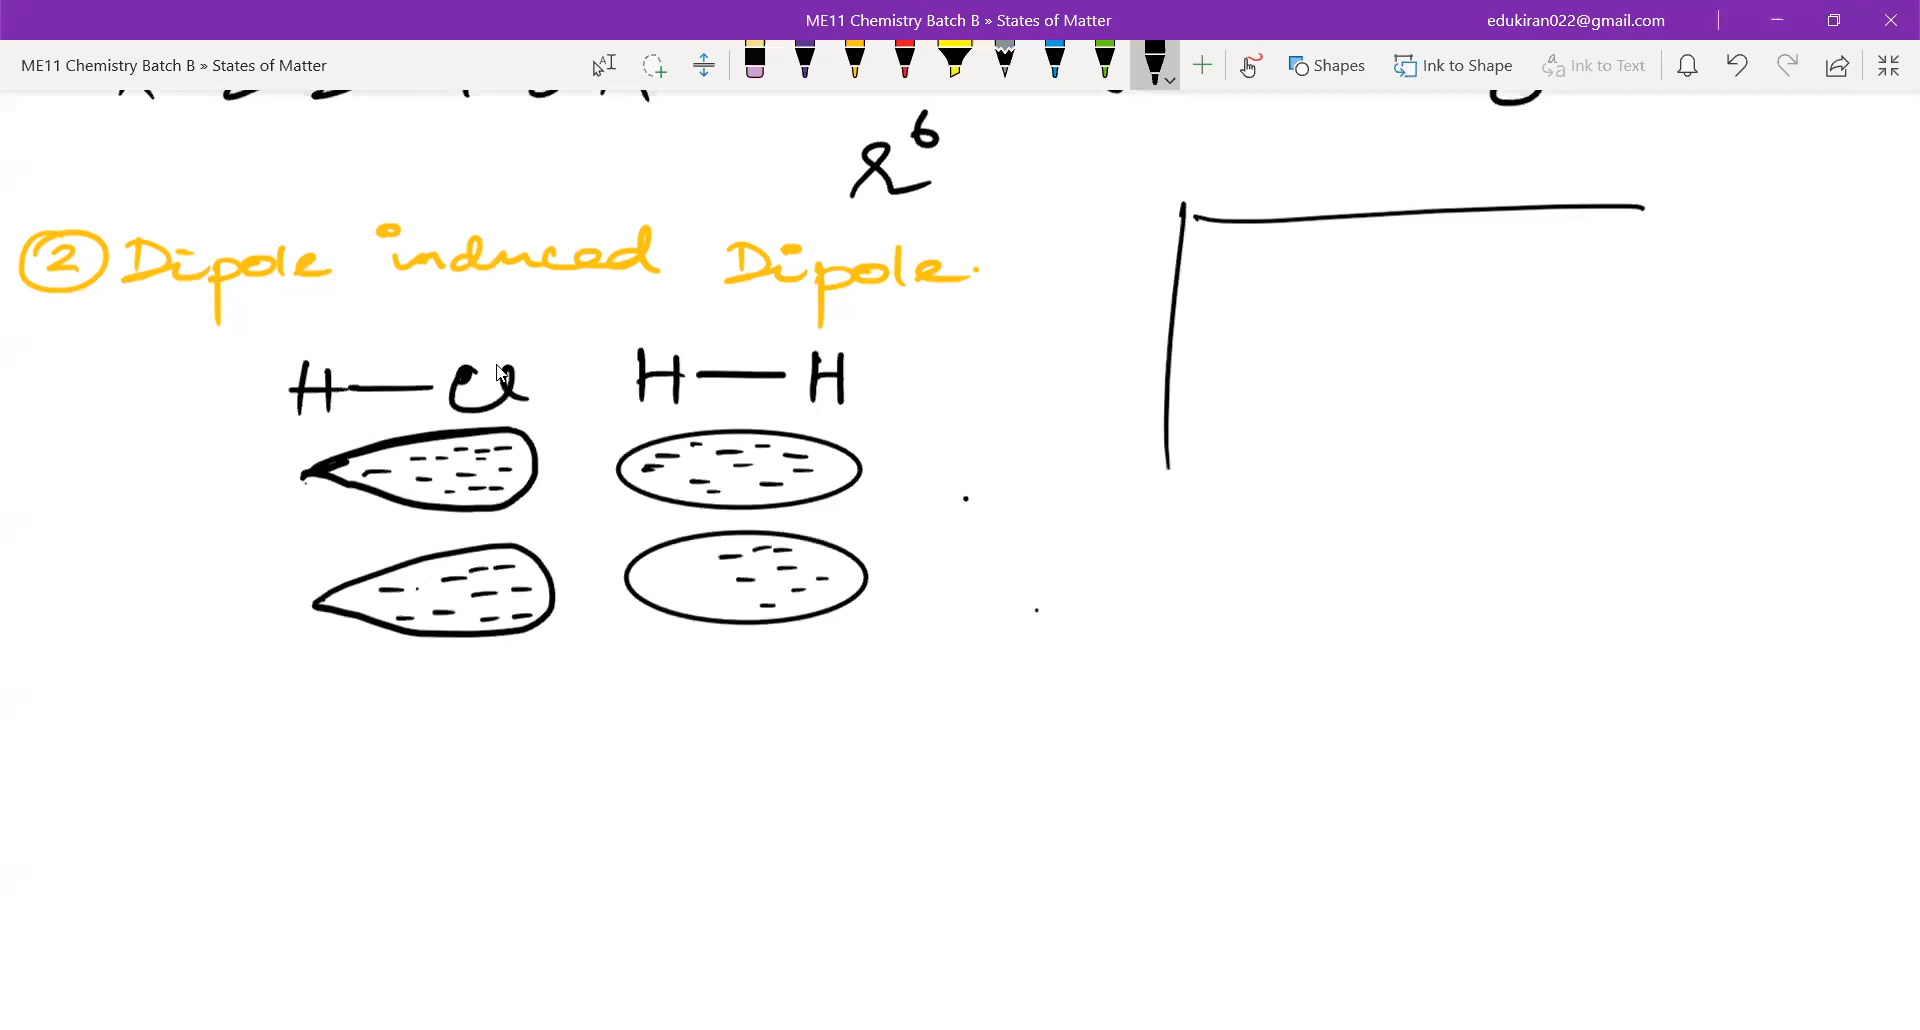 ME11 Chemistry Batch B » States of Matter
edukiran022@gmail.com
ME11 Chemistry Batch B » States of Matter
Shapes
Ink to Shape
Ink to Text
r⁶
② Dipole induced Dipole.
H—Cl H—H